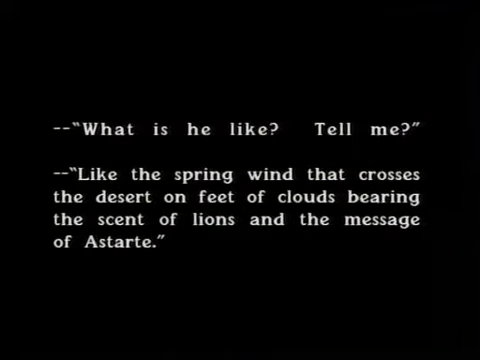 --"What is he like? Tell me?"
--"Like the spring wind that crosses
the desert on feet of clouds bearing
the scent of lions and the message
of Astarte."